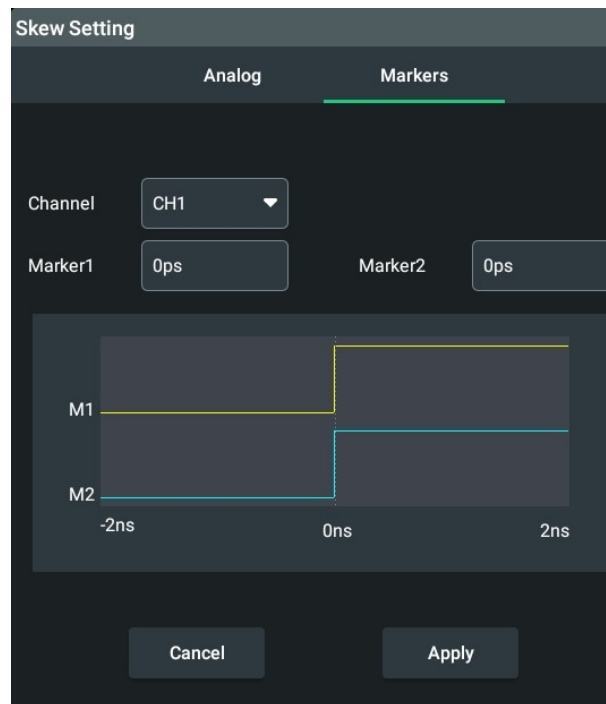 Skew Setting
Analog Markers
Channel CH1
Marker1 0ps Marker2 0ps
M1
M2
-2ns 0ns 2ns
Cancel Apply